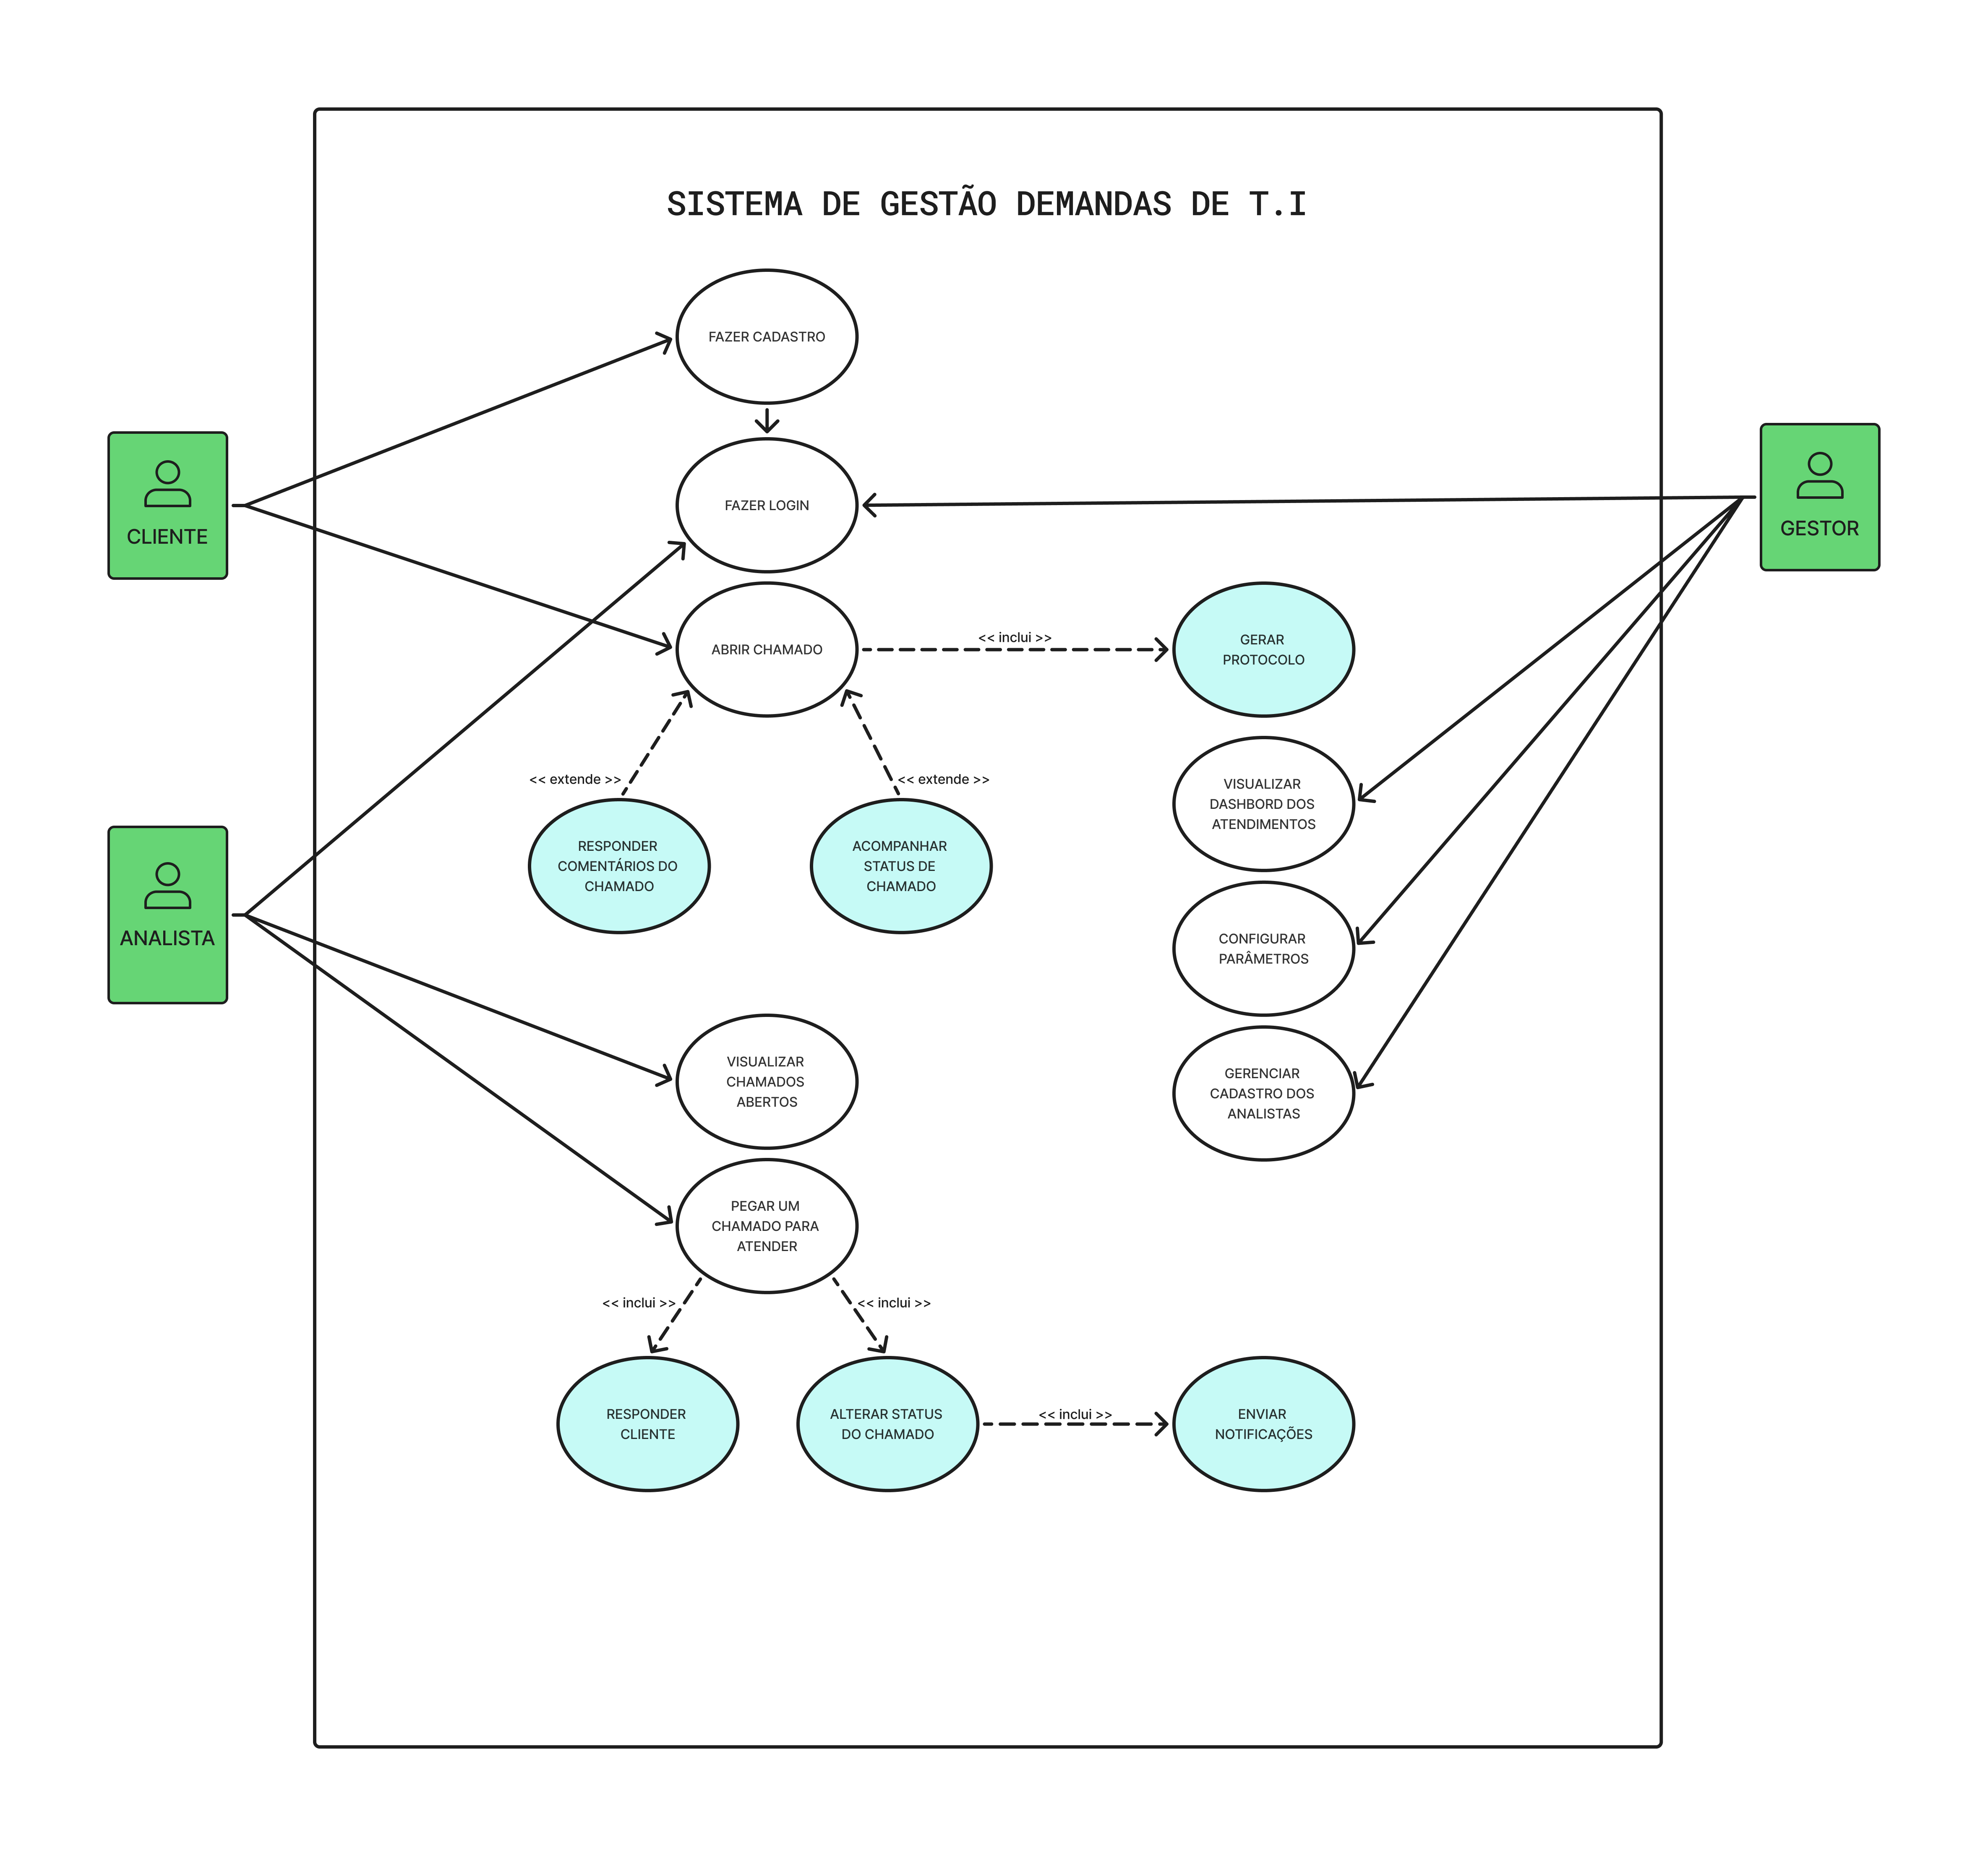 SISTEMA DE GESTÃO DEMANDAS DE T.I
FAZER CADASTRO
FAZER LOGIN
CLIENTE
GESTOR
ABRIR CHAMADO
<< inclui >>
GERAR
PROTOCOLO
<< extende >>
<< extende >>
RESPONDER
COMENTÁRIOS DO
CHAMADO
ACOMPANHAR
STATUS DE
CHAMADO
VISUALIZAR
DASHBORD DOS
ATENDIMENTOS
ANALISTA
CONFIGURAR
PARÂMETROS
VISUALIZAR
CHAMADOS
ABERTOS
GERENCIAR
CADASTRO DOS
ANALISTAS
PEGAR UM
CHAMADO PARA
ATENDER
<< inclui >>
<< inclui >>
RESPONDER
CLIENTE
ALTERAR STATUS
DO CHAMADO
<< inclui >>
ENVIAR
NOTIFICAÇÕES